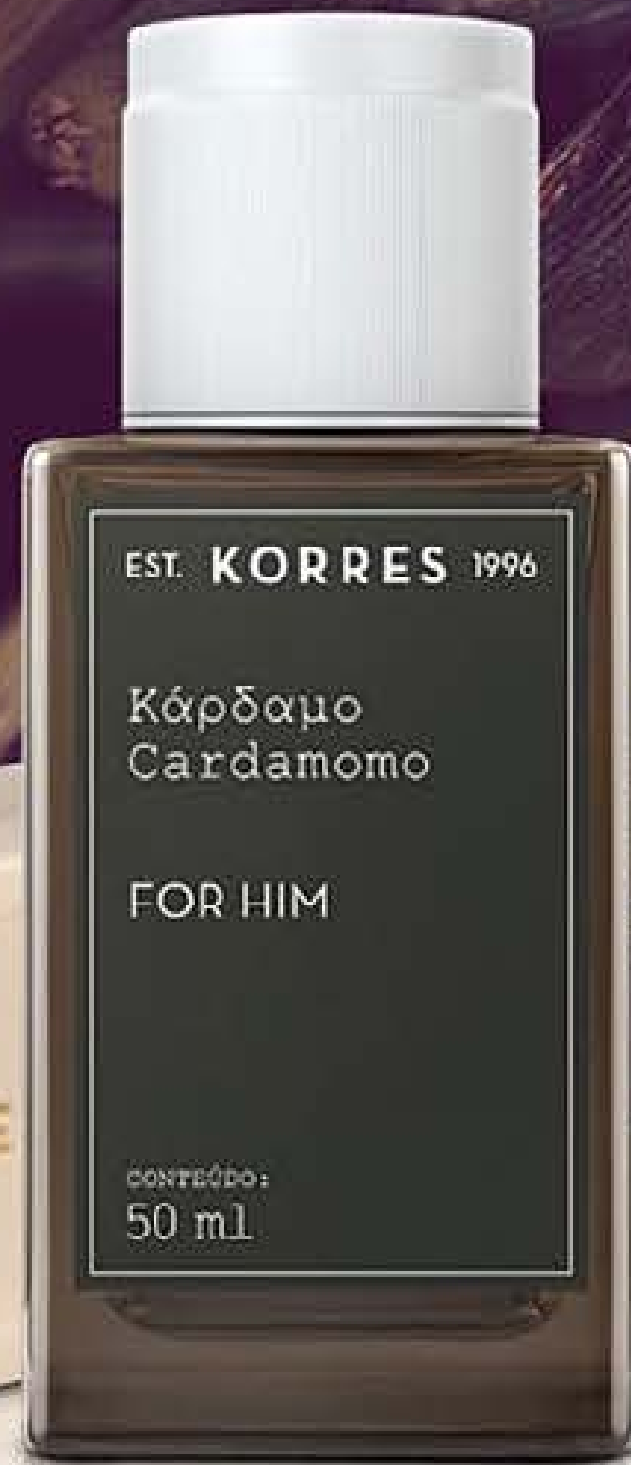 EST. KORRES 1996
Κάρδαμο
Cardamomo
FOR HIM
CONTEÚDO:
50 ml